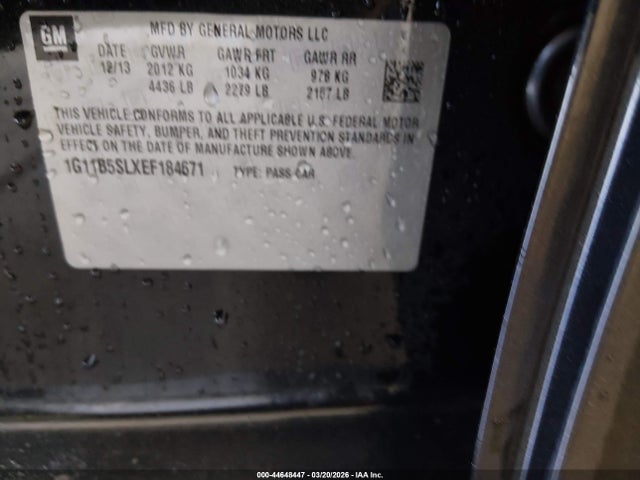 GM
MFD BY GENERAL MOTORS LLC
DATE GVWR GAWR FRT GAWR RR
12/13 2012 KG 1034 KG 978 KG
4436 LB 2279 LB 2157 LB
THIS VEHICLE CONFORMS TO ALL APPLICABLE U.S. FEDERAL MOTOR
VEHICLE SAFETY, BUMPER, AND THEFT PREVENTION STANDARDS IN
EFFECT ON THE DATE OF MANUFACTURE SHOWN ABOVE.
1G11B5SLXEF184671 TYPE: PASS CAR
000-44648447 - 03/20/2026 - IAA Inc.